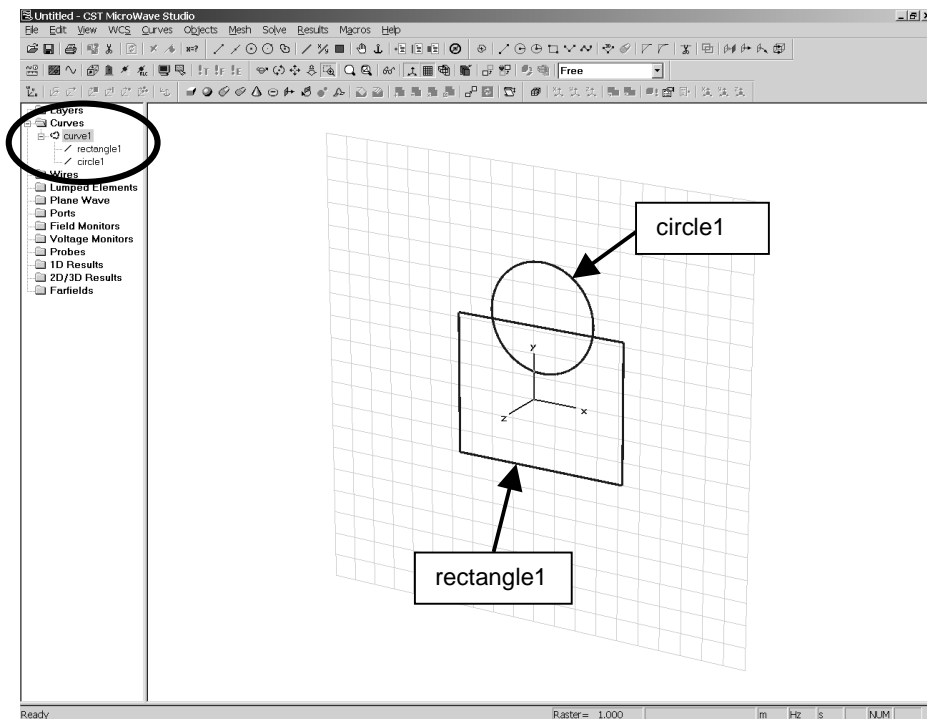 Untitled - CST MicroWave Studio
File Edit View WCS Curves Objects Mesh Solve Results Macros Help
Free
Layers
Curves
curve1
rectangle1
circle1
Wires
Lumped Elements
Plane Wave
Ports
Field Monitors
Voltage Monitors
Probes
1D Results
2D/3D Results
Farfields
circle1
y
x
z
rectangle1
Ready Raster= 1.000 m Hz s NUM